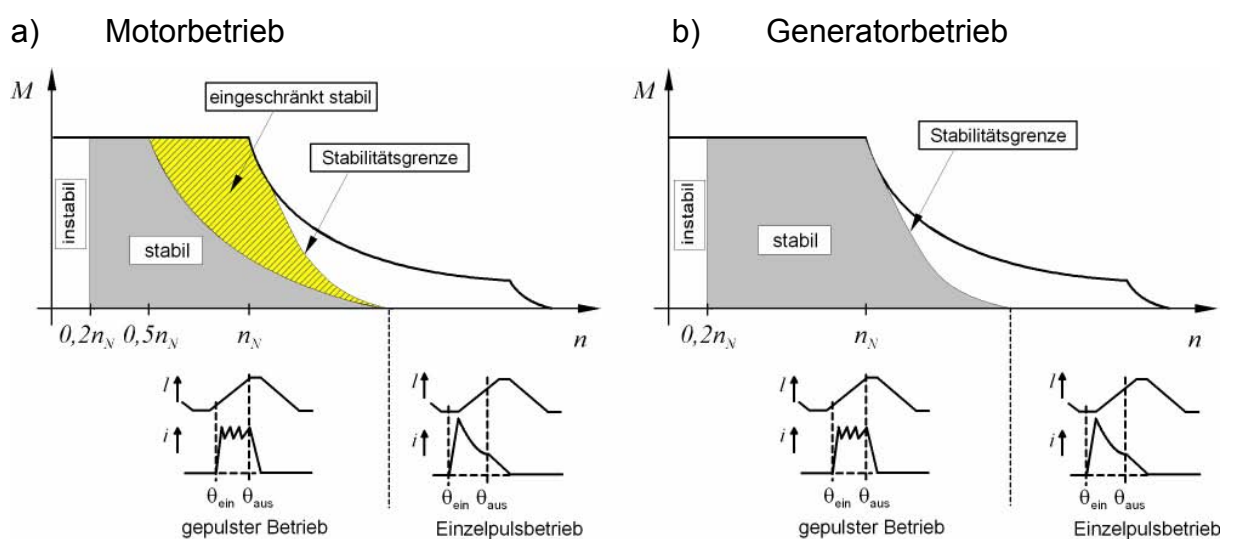 a) Motorbetrieb
M
eingeschränkt stabil
Stabilitätsgrenze
instabil
stabil
0,2n_N 0,5n_N n_N n
l
i
θ_ein θ_aus
gepulster Betrieb
l
i
θ_ein θ_aus
Einzelpulsbetrieb
b) Generatorbetrieb
M
Stabilitätsgrenze
instabil
stabil
0,2n_N n_N n
l
i
θ_ein θ_aus
gepulster Betrieb
l
i
θ_ein θ_aus
Einzelpulsbetrieb